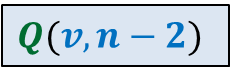 Q(v, n − 2)